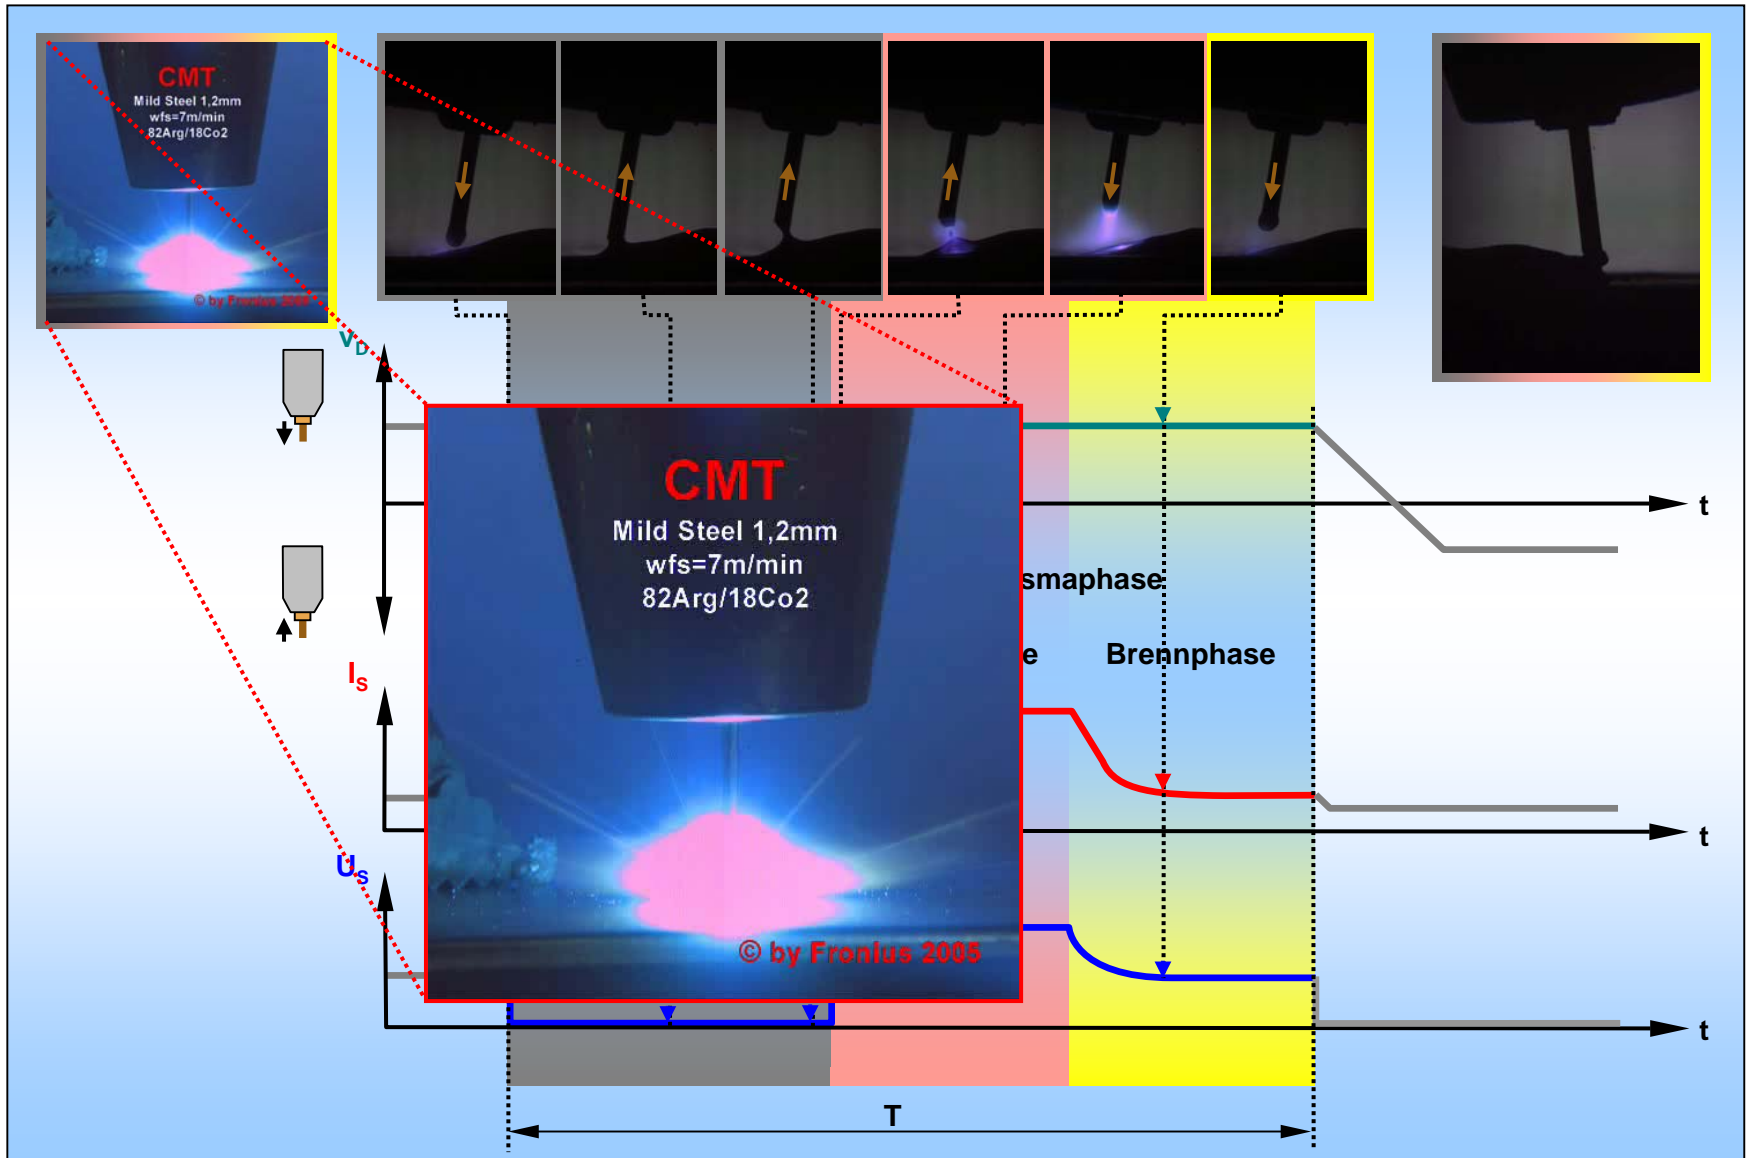 CMT
Mild Steel 1,2mm
wfs=7m/min
82Arg/18Co2
© by Fronius 2005
vD
t
CMT
Mild Steel 1,2mm
wfs=7m/min
82Arg/18Co2
smaphase
e Brennphase
IS
t
US
© by Fronius 2005
t
T